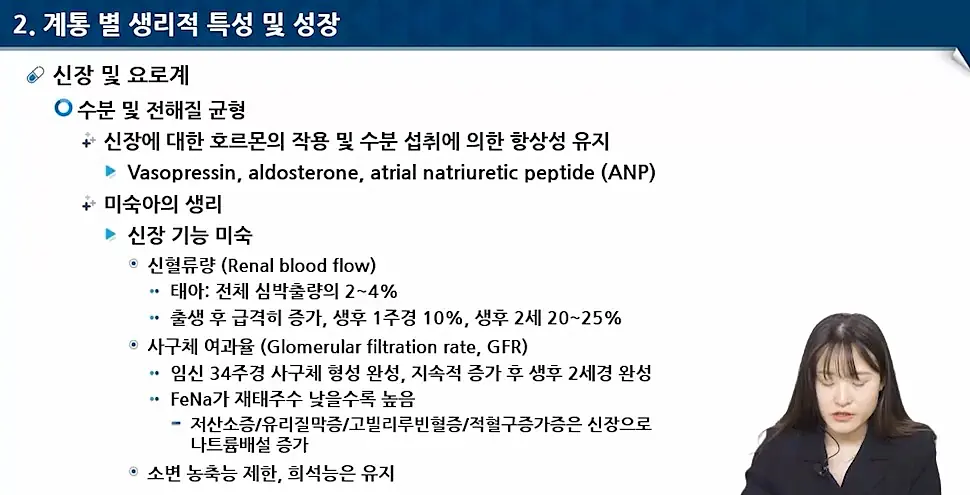 2. 계통 별 생리적 특성 및 성장
신장 및 요로계
수분 및 전해질 균형
신장에 대한 호르몬의 작용 및 수분 섭취에 의한 항상성 유지
Vasopressin, aldosterone, atrial natriuretic peptide (ANP)
미숙아의 생리
신장 기능 미숙
신혈류량 (Renal blood flow)
태아: 전체 심박출량의 2~4%
출생 후 급격히 증가, 생후 1주경 10%, 생후 2세 20~25%
사구체 여과율 (Glomerular filtration rate, GFR)
임신 34주경 사구체 형성 완성, 지속적 증가 후 생후 2세경 완성
FeNa가 재태주수 낮을수록 높음
저산소증/유리질막증/고빌리루빈혈증/적혈구증가증은 신장으로
나트륨배설 증가
소변 농축능 제한, 희석능은 유지